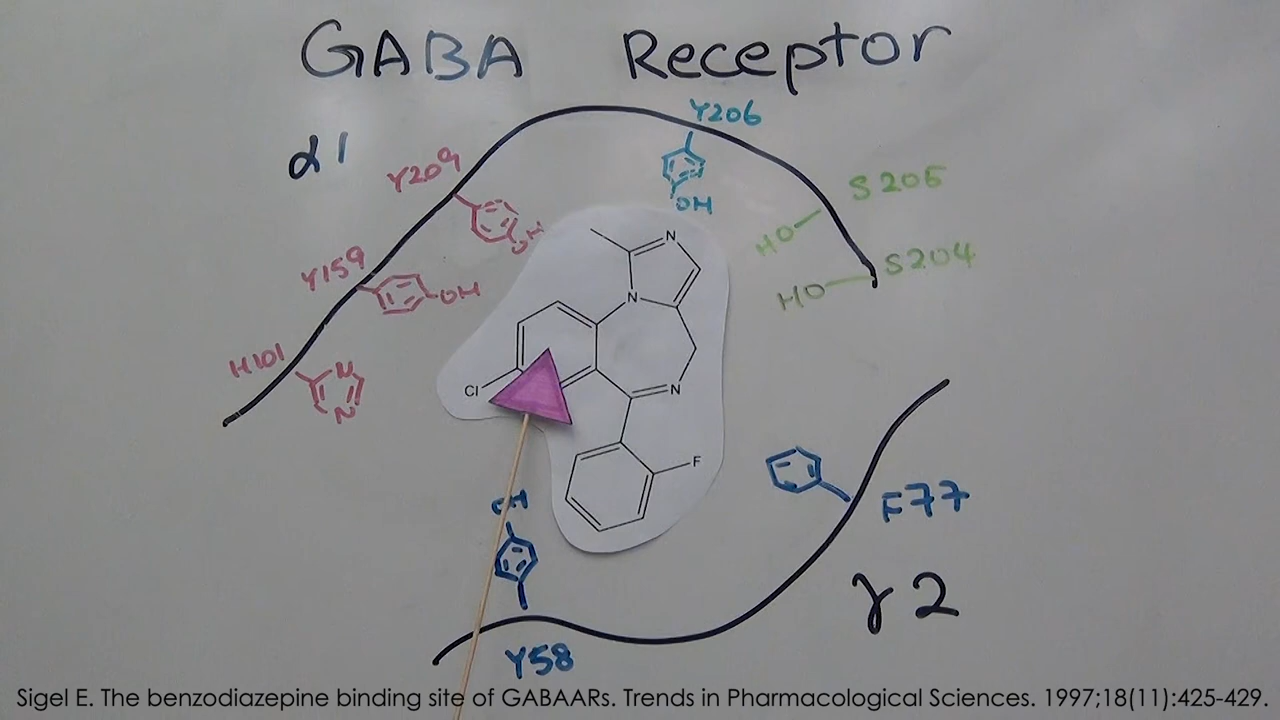 GABA Receptor
α1
Y206
OH
Y209
OH
S205
HO
S204
HO
Y159
OH
H101
N
N
N
N
N
Cl
F
F77
OH
Y58
γ2
Sigel E. The benzodiazepine binding site of GABAARs. Trends in Pharmacological Sciences. 1997;18(11):425-429.